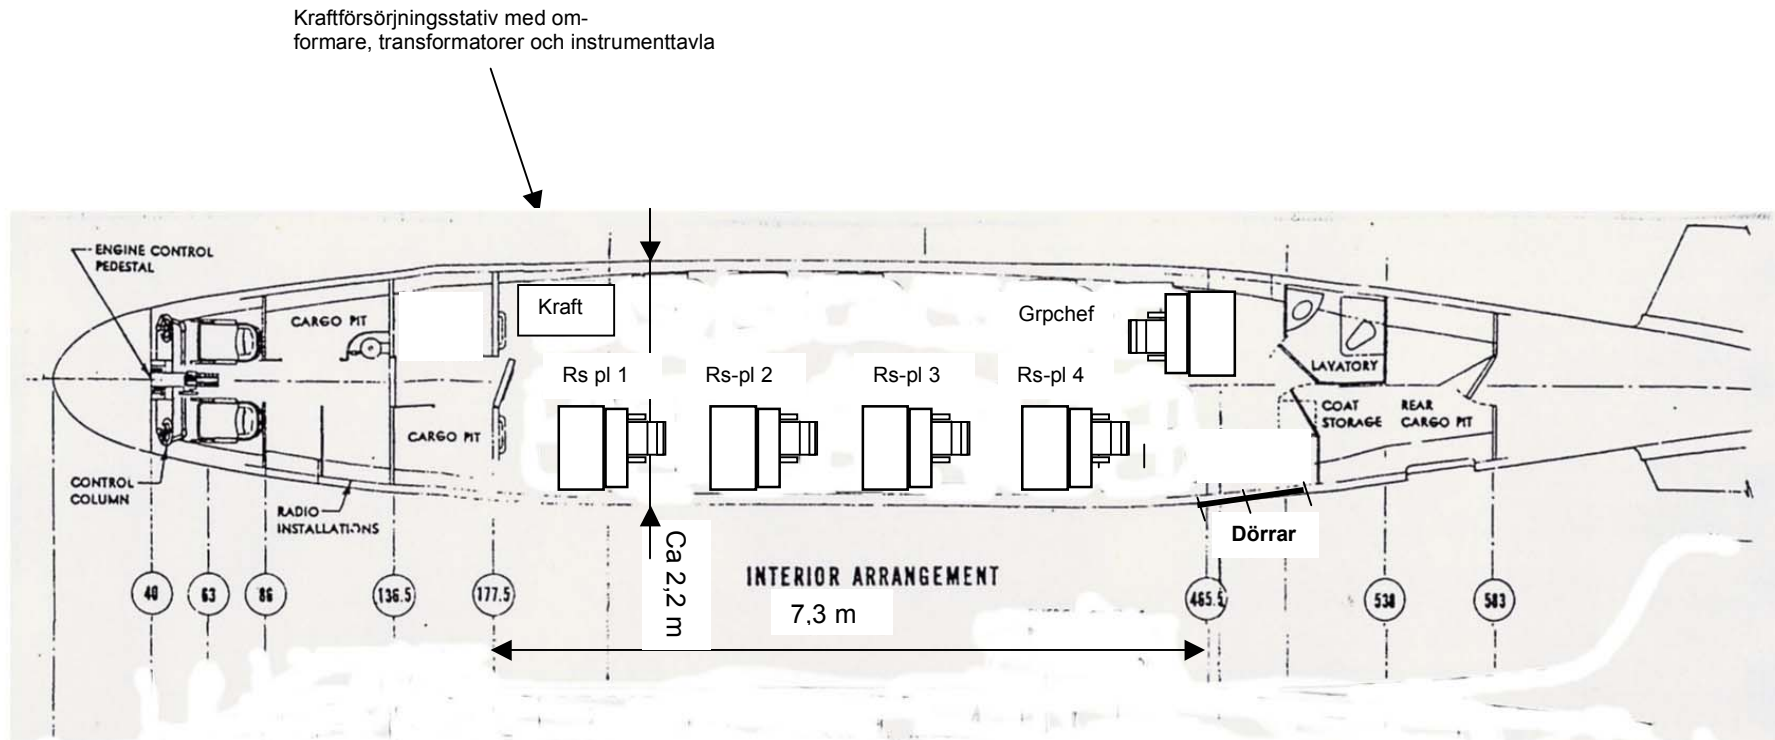 Kraftförsörjningsstativ med om-
formare, transformatorer och instrumenttavla
ENGINE CONTROL
PEDESTAL
CARGO PIT
Kraft
Grpchef
Rs pl 1
Rs-pl 2
Rs-pl 3
Rs-pl 4
LAVATORY
COAT
STORAGE
REAR
CARGO PIT
CARGO PIT
CONTROL
COLUMN
RADIO
INSTALLATIONS
Dörrar
Ca 2,2 m
INTERIOR ARRANGEMENT
7,3 m
40
63
86
136.5
177.5
465.5
538
583